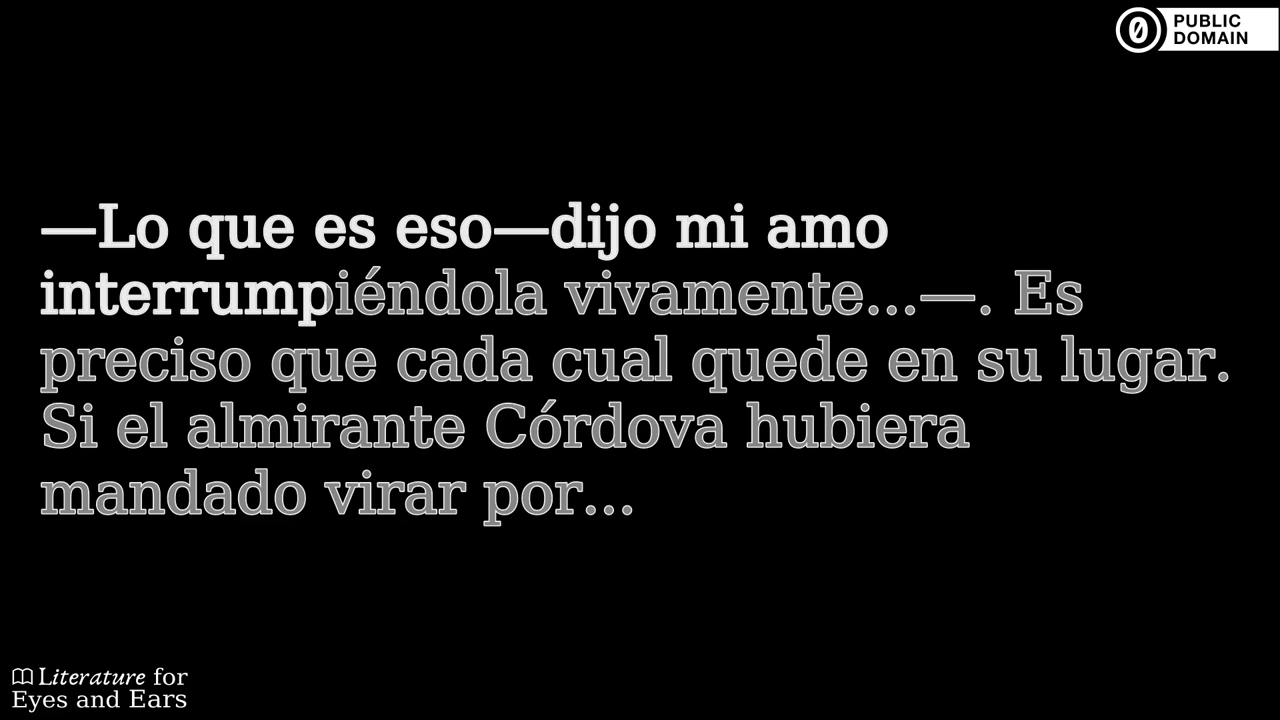 PUBLIC
DOMAIN
—Lo que es eso—dijo mi amo
interrumpiéndola vivamente...—. Es
preciso que cada cual quede en su lugar.
Si el almirante Córdova hubiera
mandado virar por...
Literature for
Eyes and Ears